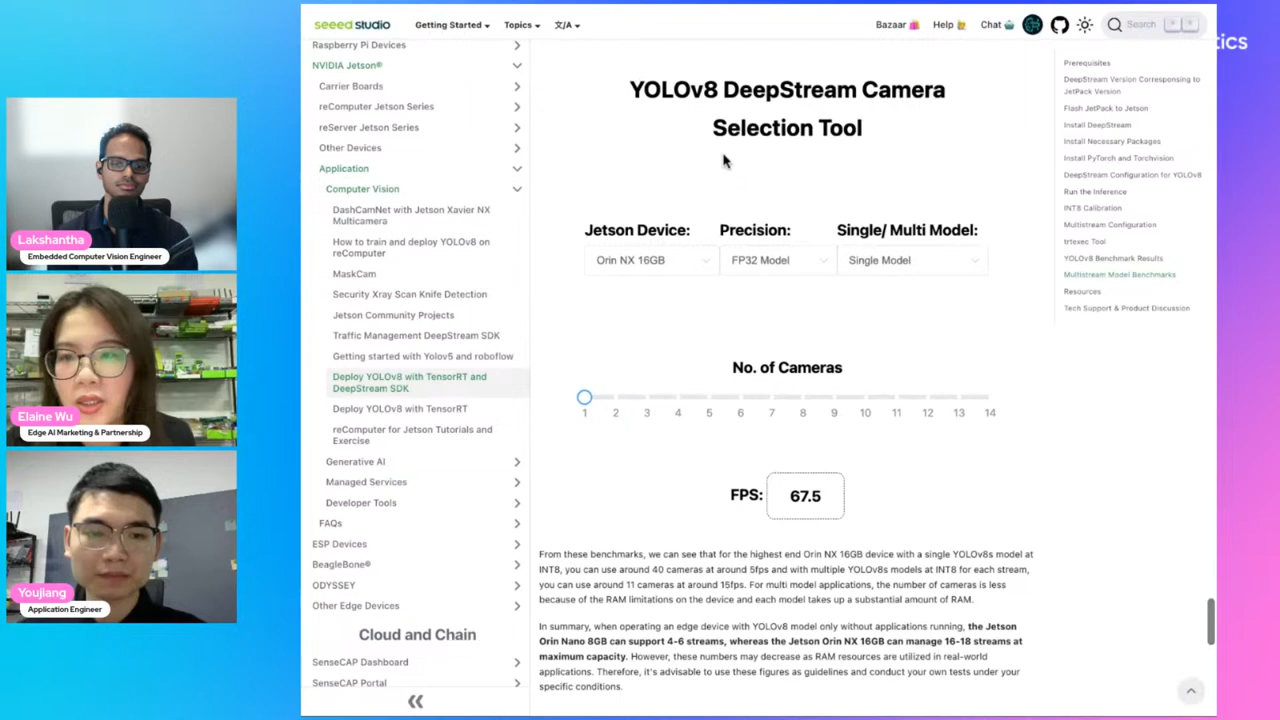 seeed studio
Getting Started
Topics
文/A
Bazaar
Help
Chat
Search
tics
Raspberry Pi Devices
NVIDIA Jetson®
Carrier Boards
reComputer Jetson Series
reServer Jetson Series
Other Devices
Application
Computer Vision
DashCamNet with Jetson Xavier NX
Multicamera
How to train and deploy YOLOv8 on
reComputer
MaskCam
Security Xray Scan Knife Detection
Jetson Community Projects
Traffic Management DeepStream SDK
Getting started with Yolov5 and roboflow
Deploy YOLOv8 with TensorRT and
DeepStream SDK
Deploy YOLOv8 with TensorRT
reComputer for Jetson Tutorials and
Exercise
Generative AI
Managed Services
Developer Tools
FAQs
ESP Devices
BeagleBone®
ODYSSEY
Other Edge Devices
Cloud and Chain
SenseCAP Dashboard
SenseCAP Portal
YOLOv8 DeepStream Camera
Selection Tool
Jetson Device: Precision: Single/ Multi Model:
Orin NX 16GB FP32 Model Single Model
No. of Cameras
1 2 3 4 5 6 7 8 9 10 11 12 13 14
FPS: 67.5
From these benchmarks, we can see that for the highest end Orin NX 16GB device with a single YOLOv8s model at
INT8, you can use around 40 cameras at around 5fps and with multiple YOLOv8s models at INT8 for each stream,
you can use around 11 cameras at around 15fps. For multi model applications, the number of cameras is less
because of the RAM limitations on the device and each model takes up a substantial amount of RAM.
In summary, when operating an edge device with YOLOv8 model only without applications running, the Jetson
Orin Nano 8GB can support 4-6 streams, whereas the Jetson Orin NX 16GB can manage 16-18 streams at
maximum capacity. However, these numbers may decrease as RAM resources are utilized in real-world
applications. Therefore, it's advisable to use these figures as guidelines and conduct your own tests under your
specific conditions.
Prerequisites
DeepStream Version Corresponding to
JetPack Version
Flash JetPack to Jetson
Install DeepStream
Install Necessary Packages
Install PyTorch and Torchvision
DeepStream Configuration for YOLOv8
Run the Inference
INT8 Calibration
Multistream Configuration
trtexec Tool
YOLOv8 Benchmark Results
Multistream Model Benchmarks
Resources
Tech Support & Product Discussion
Lakshantha
Embedded Computer Vision Engineer
Elaine Wu
Edge AI Marketing & Partnership
Youjiang
Application Engineer